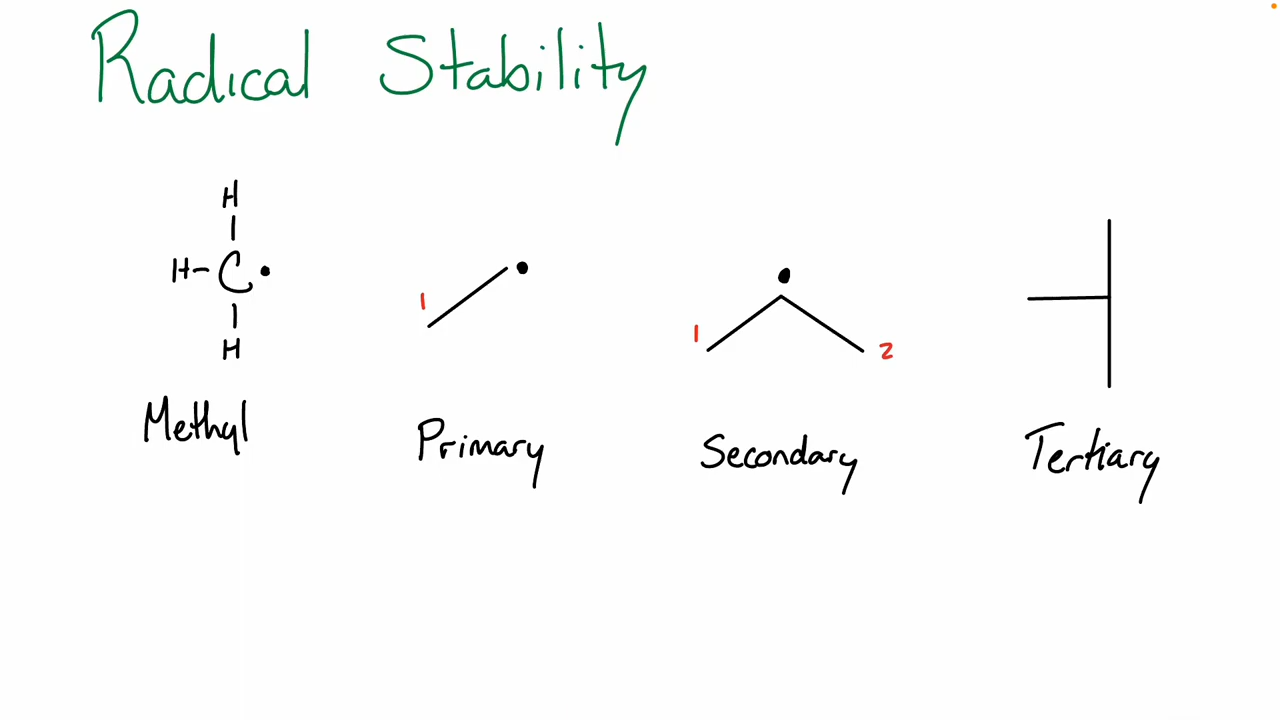 Radical Stability
H
H-C•
H
1
1
2
Methyl
Primary
Secondary
Tertiary